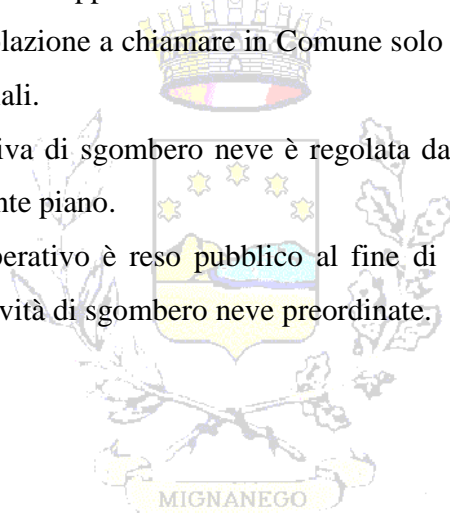 olazione a chiamare in Comune solo
ali.
iva di sgombero neve è regolata da
nte piano.
perativo è reso pubblico al fine di
vità di sgombero neve preordinate.
MIGNANEGO